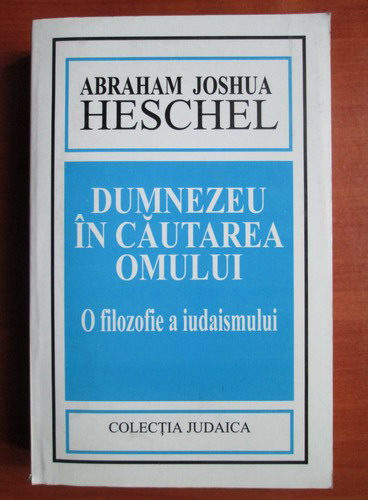 ABRAHAM JOSHUA
HESCHEL
DUMNEZEU
ÎN CĂUTAREA
OMULUI
O filozofie a iudaismului
COLECȚIA JUDAICA